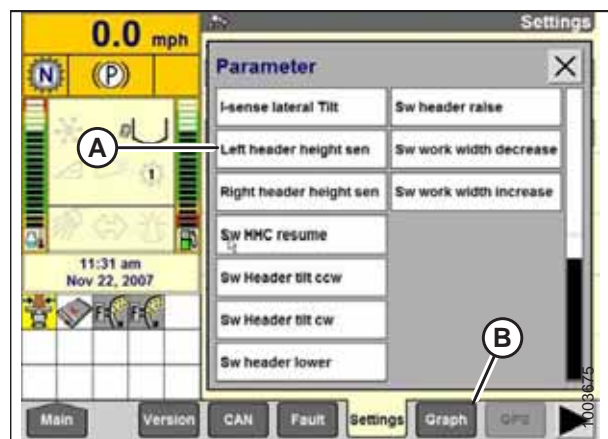 0.0 mph
Settings
N
(P)
Parameter
I-sense lateral Tilt
Sw header raise
Left header height sen
Sw work width decrease
Right header height sen
Sw work width increase
Sw HHC resume
Sw Header tilt ccw
Sw Header tilt cw
Sw header lower
A
B
1
11:31 am
Nov 22, 2007
F
F
Main
Version
CAN
Fault
Settings
Graph
GPS
1003675